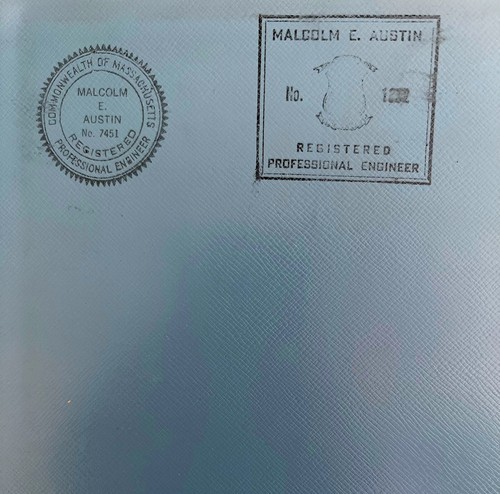 COMMONWEALTH OF MASSACHUSETTS
MALCOLM
E.
AUSTIN
No. 7451
REGISTERED
PROFESSIONAL ENGINEER
MALCOLM E. AUSTIN
No.
REGISTERED
PROFESSIONAL ENGINEER